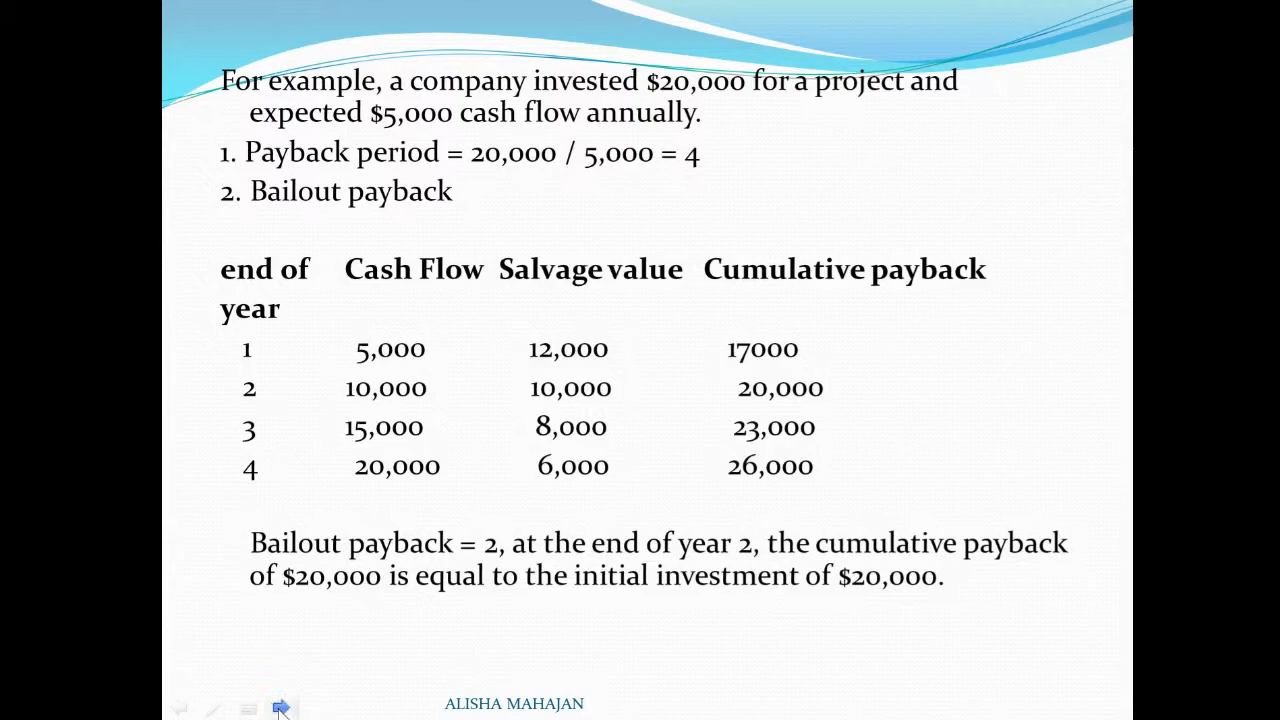 For example, a company invested $20,000 for a project and
expected $5,000 cash flow annually.
1. Payback period = 20,000 / 5,000 = 4
2. Bailout payback
end of Cash Flow Salvage value Cumulative payback
year
1 5,000 12,000 17000
2 10,000 10,000 20,000
3 15,000 8,000 23,000
4 20,000 6,000 26,000
Bailout payback = 2, at the end of year 2, the cumulative payback
of $20,000 is equal to the initial investment of $20,000.
ALISHA MAHAJAN